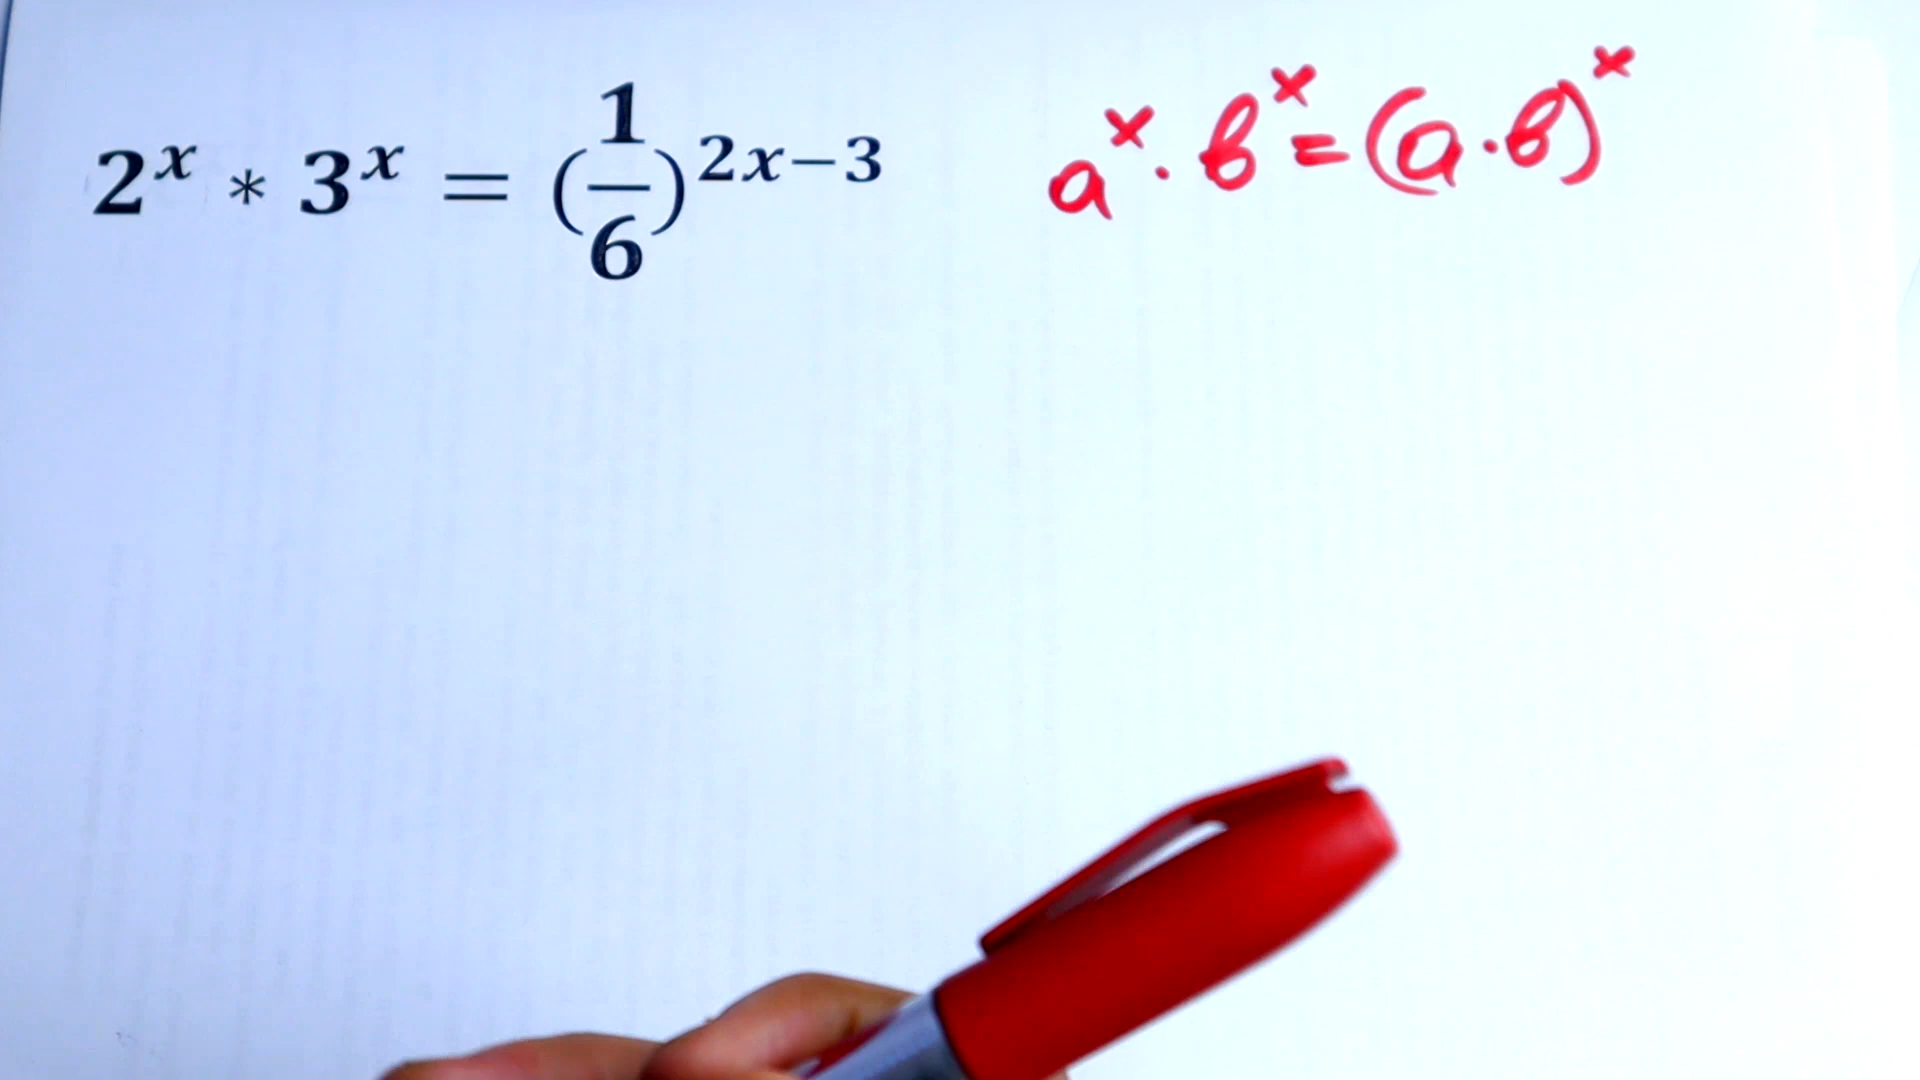 2^x * 3^x = (1/6)^{2x-3}
a^x · b^x = (a · b)^x